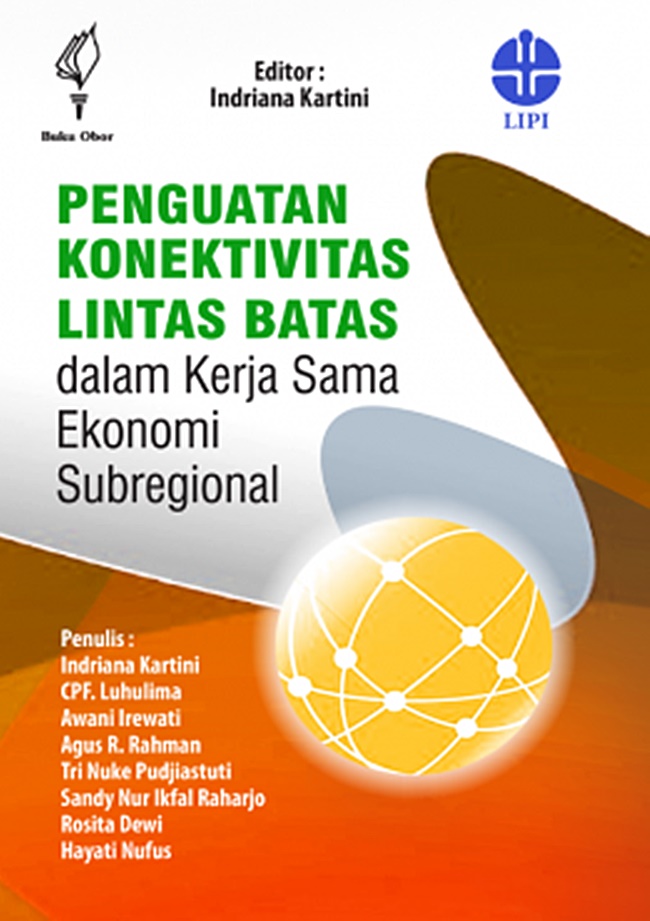 Editor :
Indriana Kartini
Buku Obor
LIPI
PENGUATAN
KONEKTIVITAS
LINTAS BATAS
dalam Kerja Sama
Ekonomi
Subregional
Penulis :
Indriana Kartini
CPF. Luhulima
Awani Irewati
Agus R. Rahman
Tri Nuke Pudjiastuti
Sandy Nur Ikfal Raharjo
Rosita Dewi
Hayati Nufus